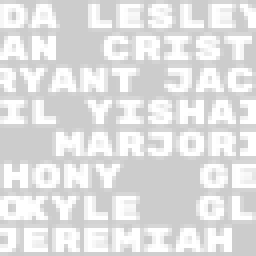 DA LESLEY
AN CRIST
RYANT JAC
IL YISHAI
MARJORI
HONY GE
OKYLE GL
JEREMIAH